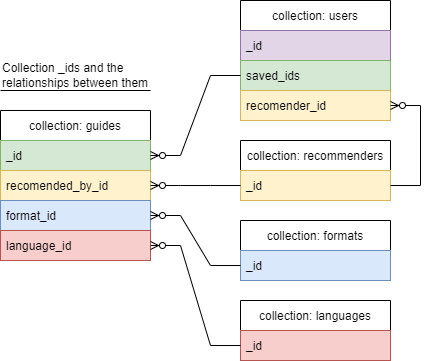 Collection _ids and the
relationships between them
collection: guides
_id
recomended_by_id
format_id
language_id
collection: users
_id
saved_ids
recomender_id
collection: recommenders
_id
collection: formats
_id
collection: languages
_id